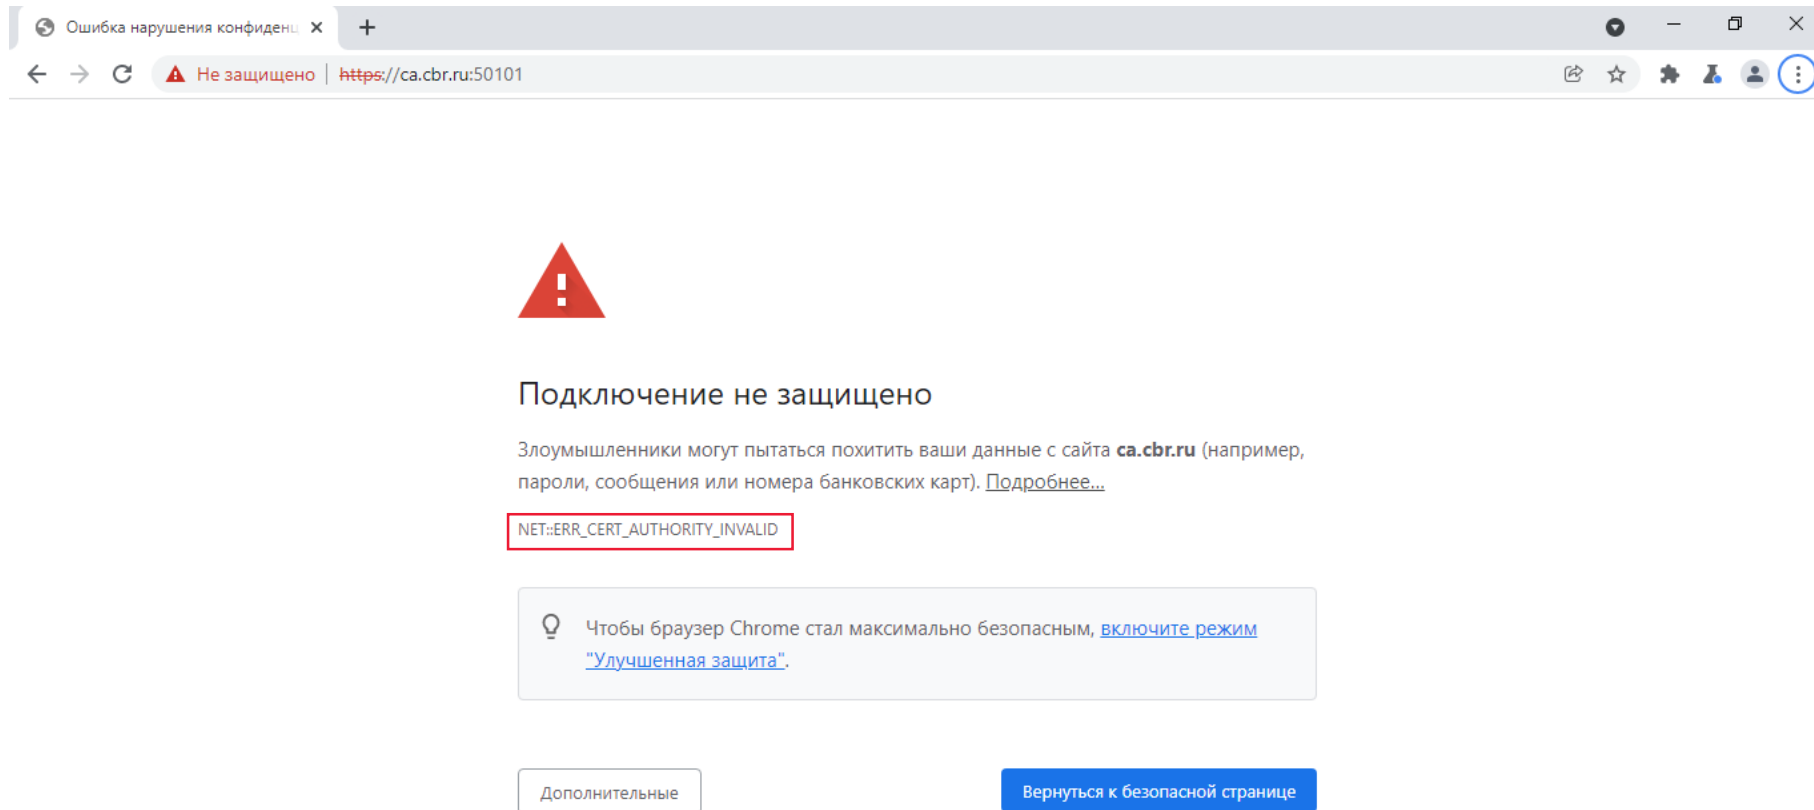 Ошибка нарушения конфиденц
Не защищено | https://ca.cbr.ru:50101
Подключение не защищено
Злоумышленники могут пытаться похитить ваши данные с сайта ca.cbr.ru (например,
пароли, сообщения или номера банковских карт). Подробнее...
NET::ERR_CERT_AUTHORITY_INVALID
Чтобы браузер Chrome стал максимально безопасным, включите режим
"Улучшенная защита".
Дополнительные
Вернуться к безопасной странице